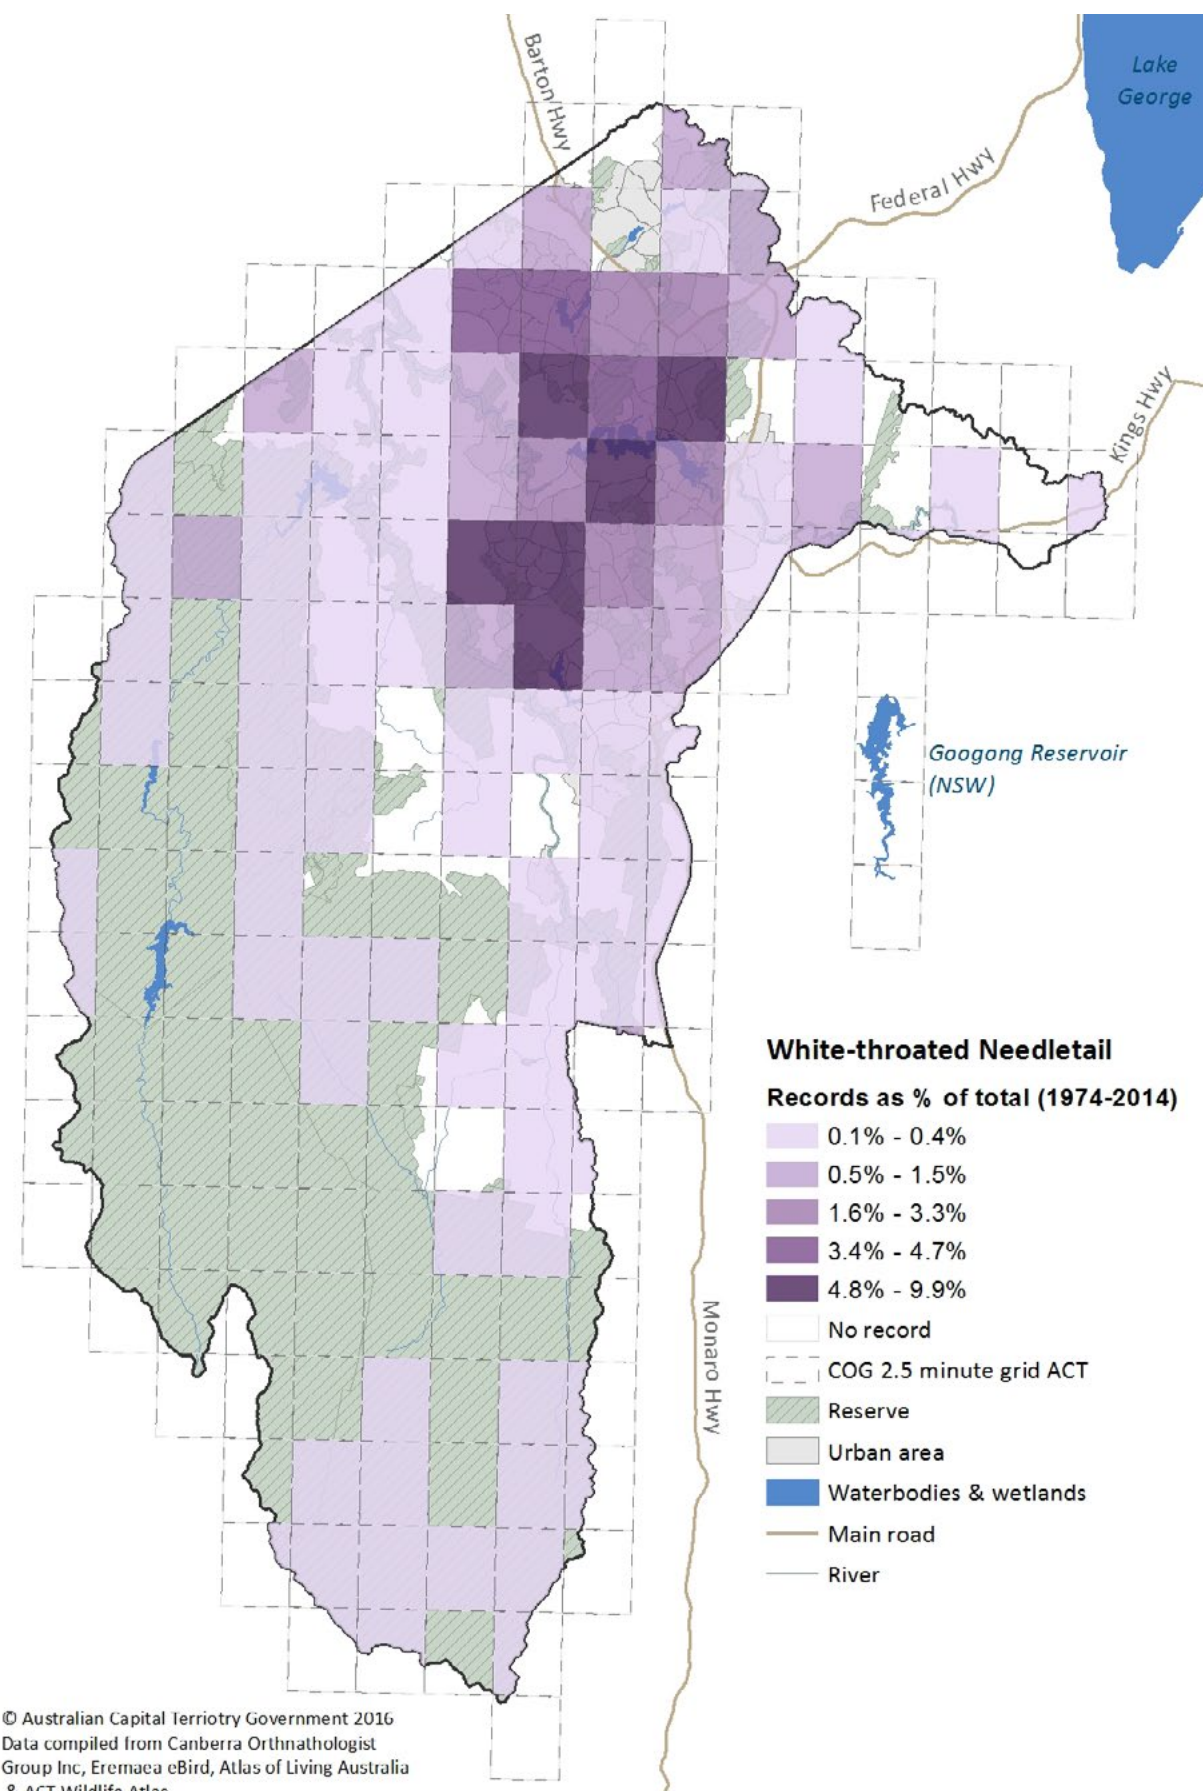 Barton Hwy
Lake
George
Federal Hwy
Kings Hwy
Googong Reservoir
(NSW)
White-throated Needletail
Records as % of total (1974-2014)
0.1% - 0.4%
0.5% - 1.5%
1.6% - 3.3%
3.4% - 4.7%
4.8% - 9.9%
No record
COG 2.5 minute grid ACT
Reserve
Urban area
Waterbodies & wetlands
Main road
River
Monaro Hwy
© Australian Capital Terriotry Government 2016
Data compiled from Canberra Orthnathologist
Group Inc, Eremaea eBird, Atlas of Living Australia
& ACT Wildlife Atlas